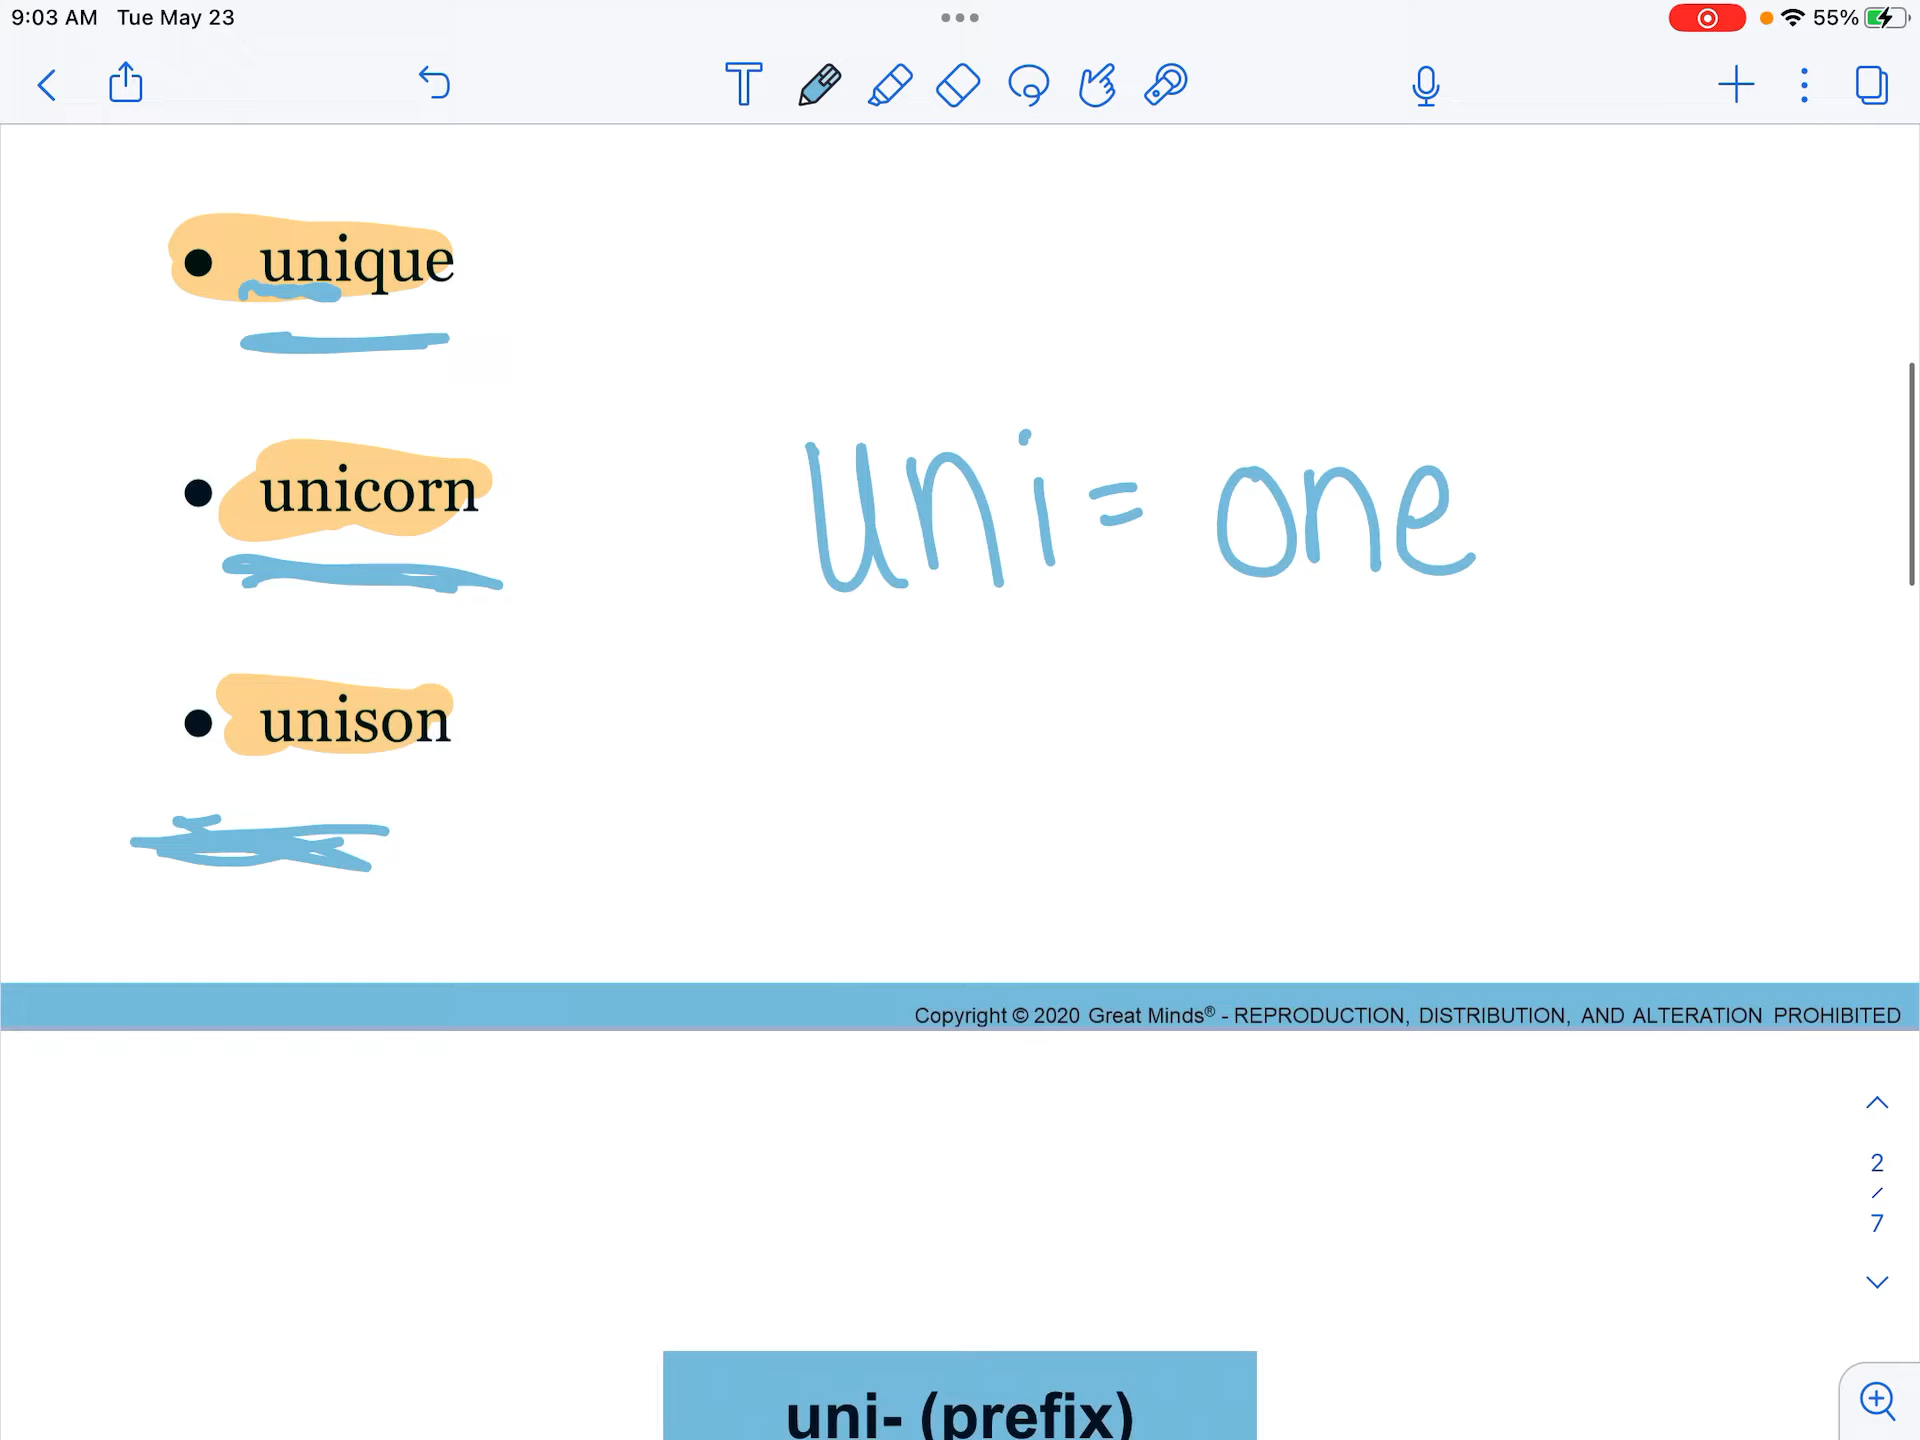 9:03 AM Tue May 23
55%
• unique
• unicorn
uni = one
• unison
Copyright © 2020 Great Minds® - REPRODUCTION, DISTRIBUTION, AND ALTERATION PROHIBITED
2
/
7
uni- (prefix)